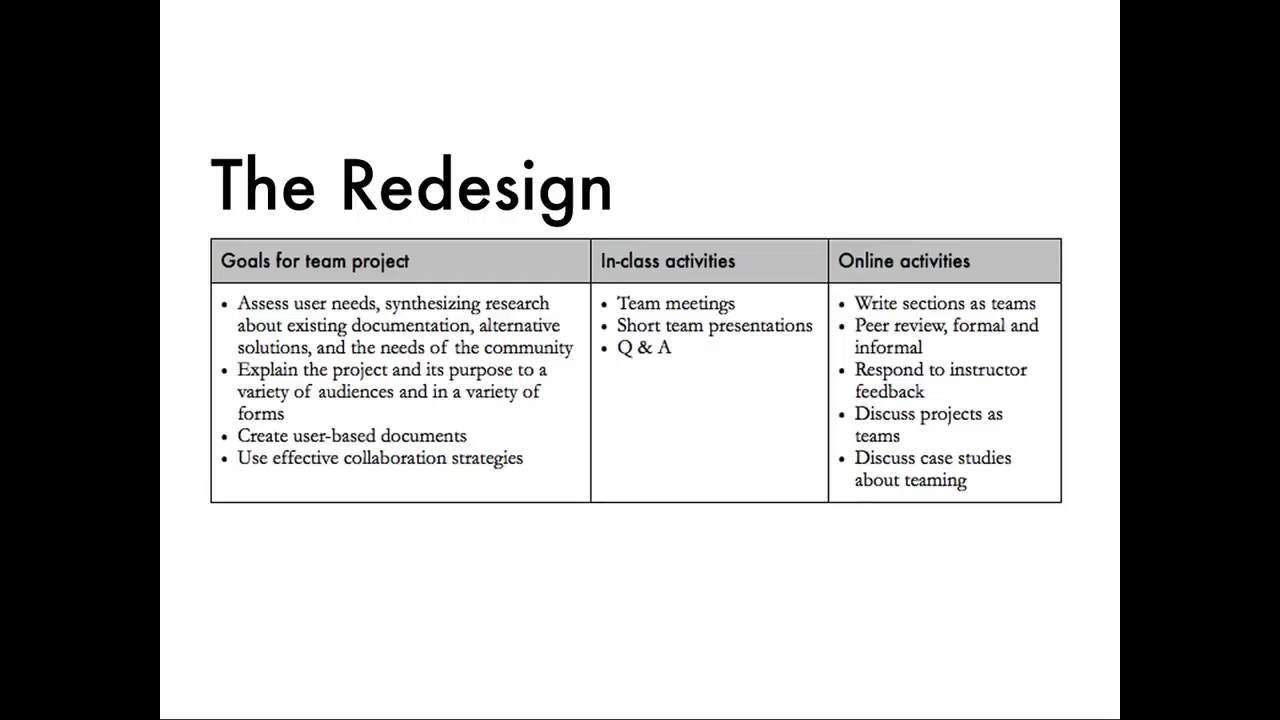 The Redesign
Goals for team project
In-class activities
Online activities
• Assess user needs, synthesizing research
about existing documentation, alternative
solutions, and the needs of the community
• Explain the project and its purpose to a
variety of audiences and in a variety of
forms
• Create user-based documents
• Use effective collaboration strategies
• Team meetings
• Short team presentations
• Q & A
• Write sections as teams
• Peer review, formal and
informal
• Respond to instructor
feedback
• Discuss projects as
teams
• Discuss case studies
about teaming